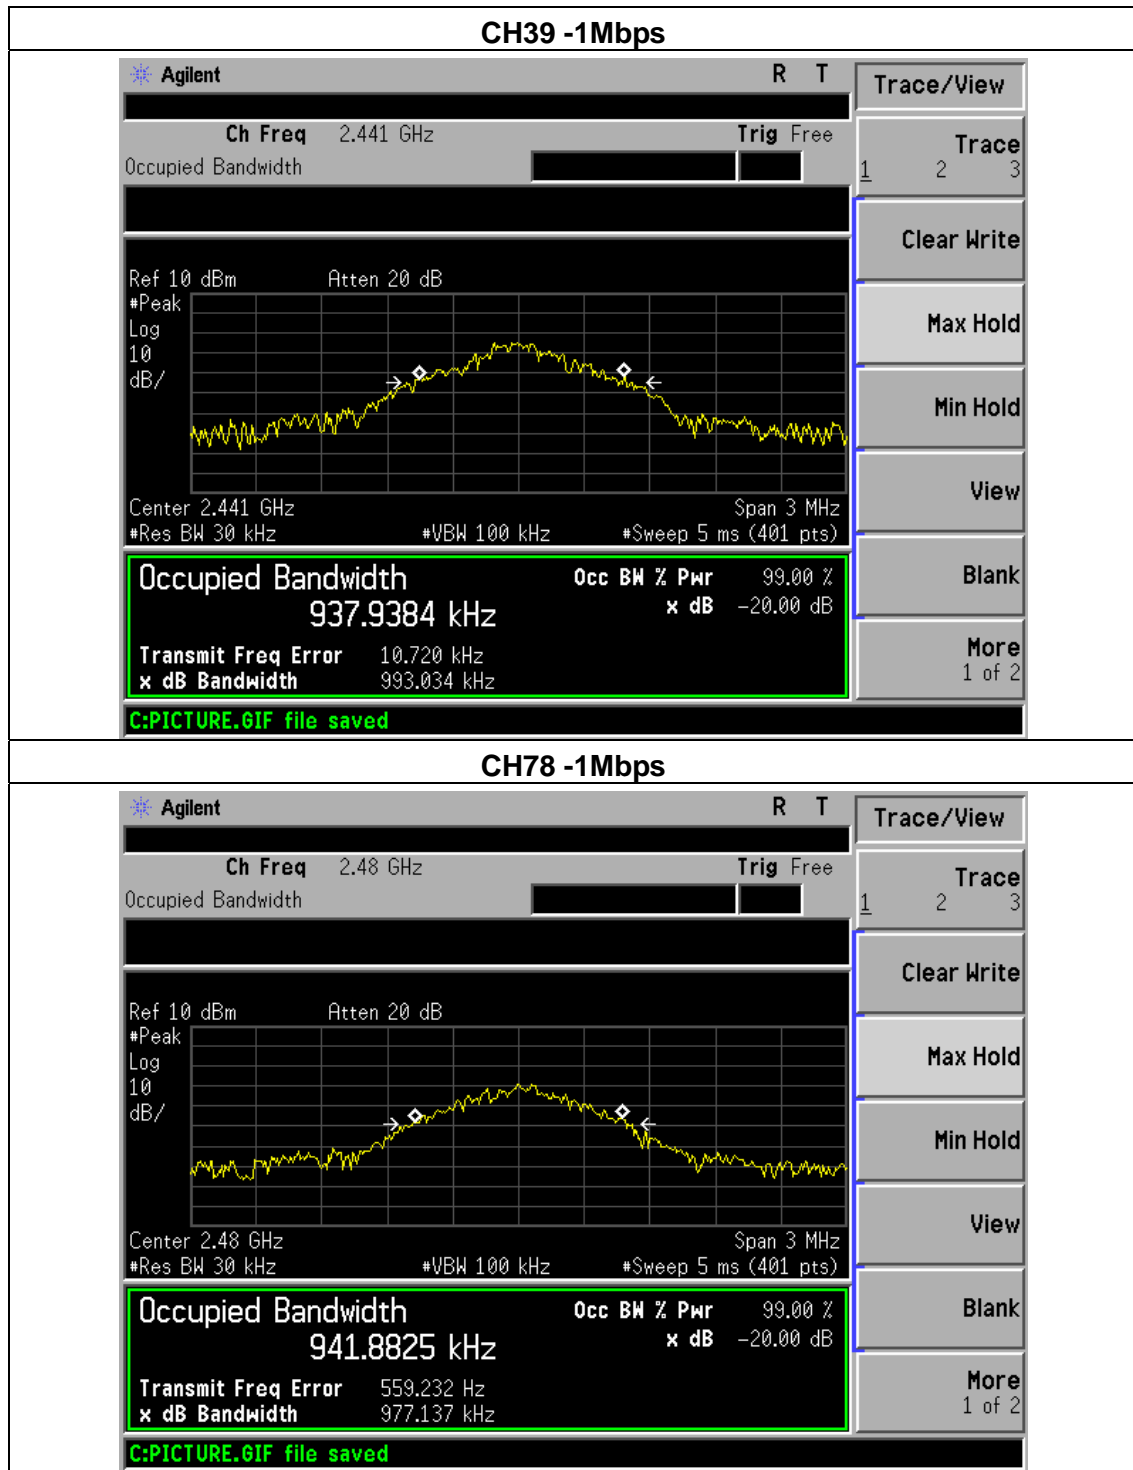 CH39 -1Mbps
Agilent R T Trace/View
Ch Freq 2.441 GHz Trig Free
Occupied Bandwidth
Trace
1 2 3
Clear Write
Ref 10 dBm Atten 20 dB
#Peak
Log
10
dB/
Max Hold
Min Hold
View
Center 2.441 GHz Span 3 MHz
#Res BW 30 kHz #VBW 100 kHz #Sweep 5 ms (401 pts)
Occupied Bandwidth Occ BW % Pwr 99.00 %
937.9384 kHz x dB -20.00 dB
Blank
Transmit Freq Error 10.720 kHz
x dB Bandwidth 993.034 kHz
More
1 of 2
C:PICTURE.GIF file saved
CH78 -1Mbps
Agilent R T Trace/View
Ch Freq 2.48 GHz Trig Free
Occupied Bandwidth
Trace
1 2 3
Clear Write
Ref 10 dBm Atten 20 dB
#Peak
Log
10
dB/
Max Hold
Min Hold
View
Center 2.48 GHz Span 3 MHz
#Res BW 30 kHz #VBW 100 kHz #Sweep 5 ms (401 pts)
Occupied Bandwidth Occ BW % Pwr 99.00 %
941.8825 kHz x dB -20.00 dB
Blank
Transmit Freq Error 559.232 Hz
x dB Bandwidth 977.137 kHz
More
1 of 2
C:PICTURE.GIF file saved